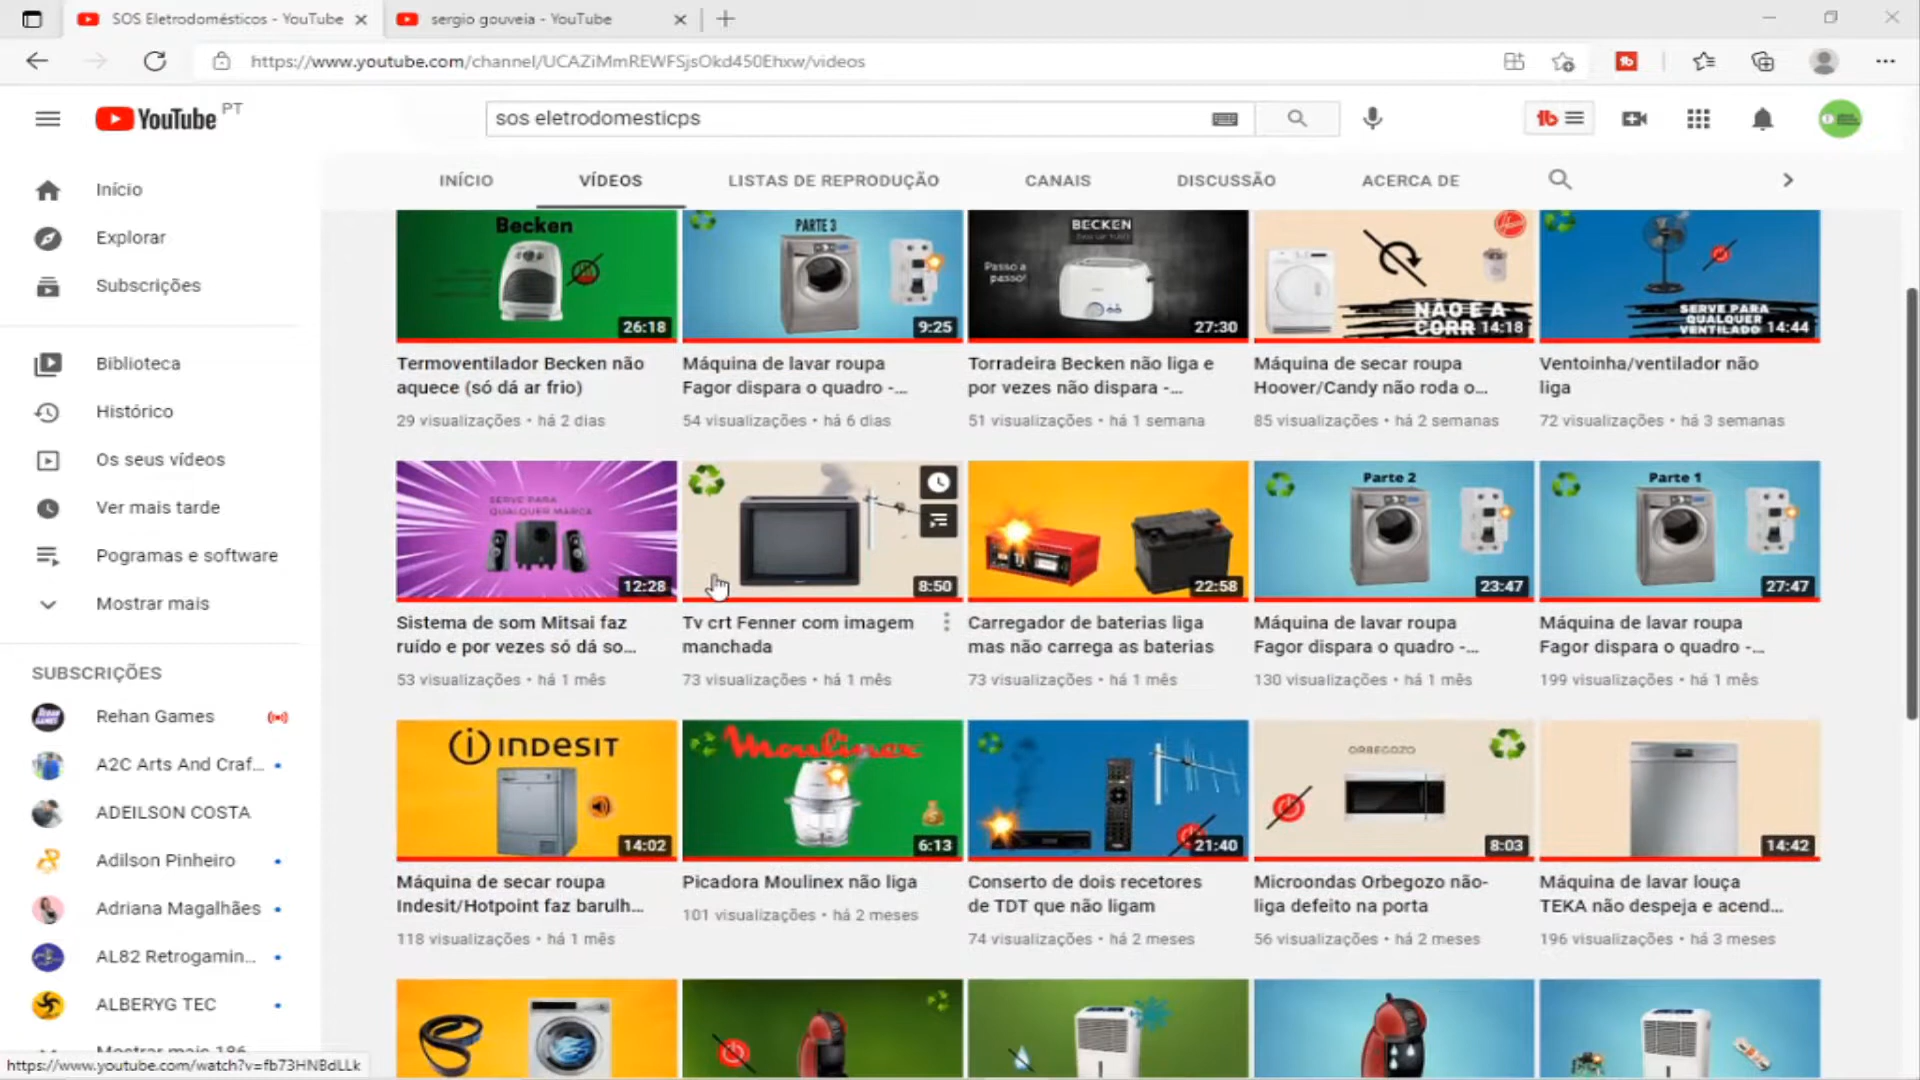 SOS Eletrodomésticos - YouTube
sergio gouveia - YouTube
https://www.youtube.com/channel/UCAZiMmREWFSjsOkd450Ehxw/videos
YouTube PT
sos eletrodomesticps
Início
Explorar
Subscrições
Biblioteca
Histórico
Os seus vídeos
Ver mais tarde
Pogramas e software
Mostrar mais
SUBSCRIÇÕES
Rehan Games
A2C Arts And Craf...
ADEILSON COSTA
Adilson Pinheiro
Adriana Magalhães
AL82 Retrogamin...
ALBERYG TEC
Mostrar mais 186
https://www.youtube.com/watch?v=fb73HNBdLLk
INÍCIO VÍDEOS LISTAS DE REPRODUÇÃO CANAIS DISCUSSÃO ACERCA DE
Becken
26:18
Termoventilador Becken não
aquece (só dá ar frio)
29 visualizações • há 2 dias
PARTE 3
9:25
Máquina de lavar roupa
Fagor dispara o quadro -...
54 visualizações • há 6 dias
BECKEN
Passo a
passo!
27:30
Torradeira Becken não liga e
por vezes não dispara -...
51 visualizações • há 1 semana
NÃO É A
CORR 14:18
Máquina de secar roupa
Hoover/Candy não roda o...
85 visualizações • há 2 semanas
SERVE PARA
QUALQUER
VENTILADO 14:44
Ventoinha/ventilador não
liga
72 visualizações • há 3 semanas
SERVE PARA
QUALQUER MARCA
12:28
Sistema de som Mitsai faz
ruído e por vezes só dá so...
53 visualizações • há 1 mês
8:50
Tv crt Fenner com imagem
manchada
73 visualizações • há 1 mês
22:58
Carregador de baterias liga
mas não carrega as baterias
73 visualizações • há 1 mês
Parte 2
23:47
Máquina de lavar roupa
Fagor dispara o quadro -...
130 visualizações • há 1 mês
Parte 1
27:47
Máquina de lavar roupa
Fagor dispara o quadro -...
199 visualizações • há 1 mês
INDESIT
14:02
Máquina de secar roupa
Indesit/Hotpoint faz barulh...
118 visualizações • há 1 mês
Moulinex
6:13
Picadora Moulinex não liga
101 visualizações • há 2 meses
21:40
Conserto de dois recetores
de TDT que não ligam
74 visualizações • há 2 meses
ORBEGOZO
8:03
Microondas Orbegozo não-
liga defeito na porta
56 visualizações • há 2 meses
14:42
Máquina de lavar louça
TEKA não despeja e acend...
196 visualizações • há 3 meses